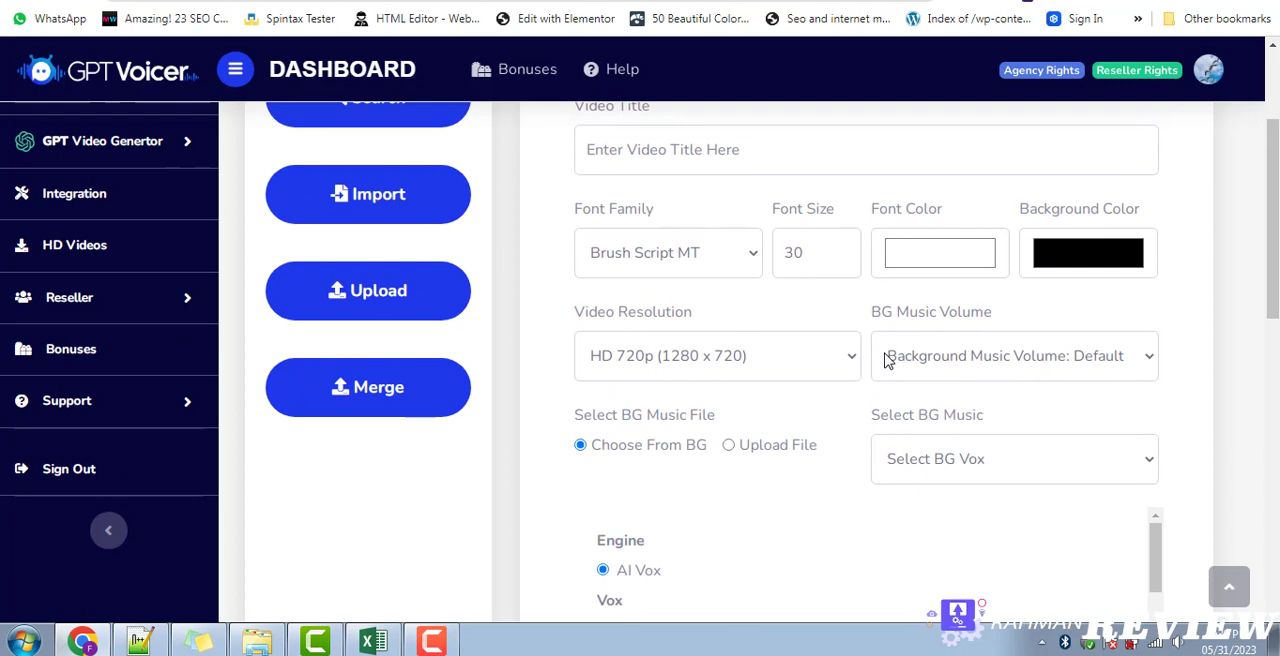 WhatsApp Amazing! 23 SEO C... Spintax Tester HTML Editor - Web... Edit with Elementor 50 Beautiful Color... Seo and internet m... Index of /wp-conte... Sign In » Other bookmarks
GPT Voicer DASHBOARD Bonuses Help Agency Rights Reseller Rights
Search
Video Title
GPT Video Genertor
Enter Video Title Here
Integration
Import
Font Family Font Size Font Color Background Color
HD Videos
Brush Script MT 30
Reseller
Upload
Video Resolution BG Music Volume
Bonuses
HD 720p (1280 x 720) Background Music Volume: Default
Support
Merge
Select BG Music File Select BG Music
Choose From BG Upload File
Select BG Vox
Sign Out
Engine
AI Vox
Vox
RAHMAN REVIEW
05/31/2023